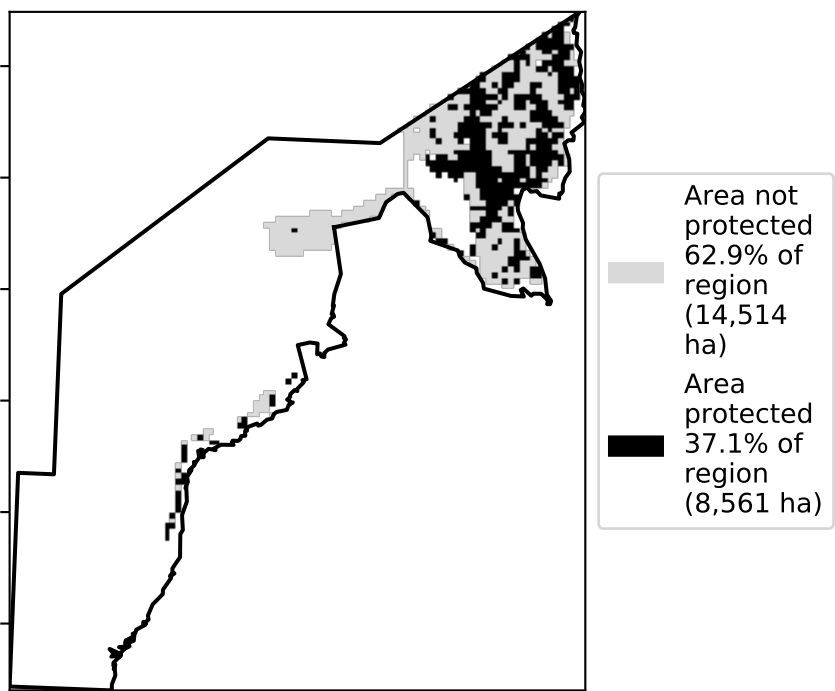 Area not
protected
62.9% of
region
(14,514
ha)
Area
protected
37.1% of
region
(8,561 ha)